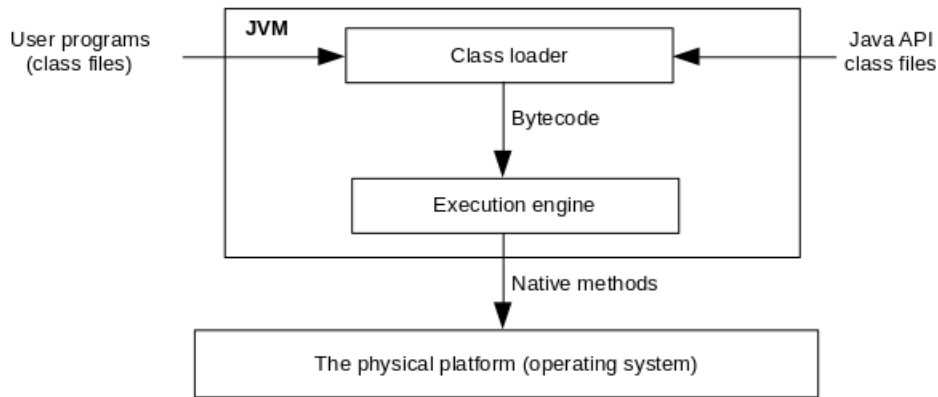 JVM
User programs
(class files)
Class loader
Java API
class files
Bytecode
Execution engine
Native methods
The physical platform (operating system)